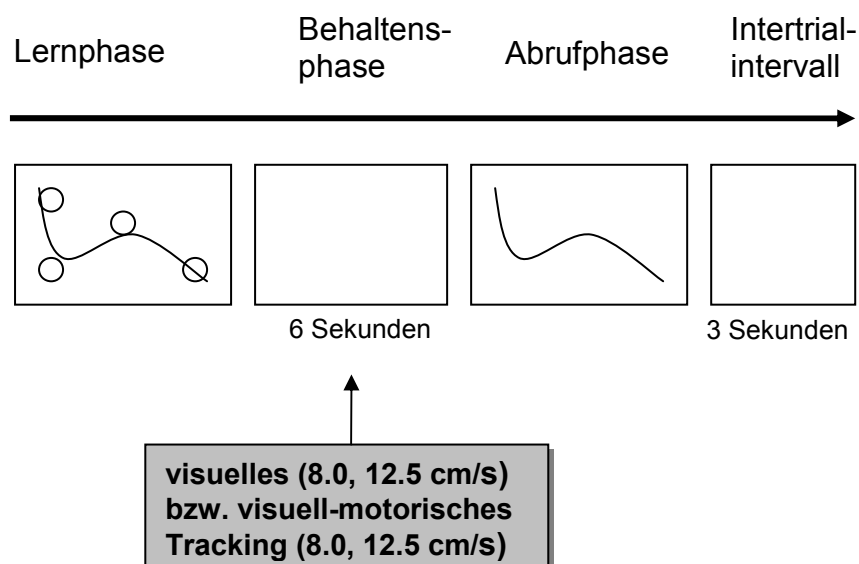 Lernphase
Behaltens-
phase
Abrufphase
Intertrial-
intervall
6 Sekunden
3 Sekunden
visuelles (8.0, 12.5 cm/s)
bzw. visuell-motorisches
Tracking (8.0, 12.5 cm/s)